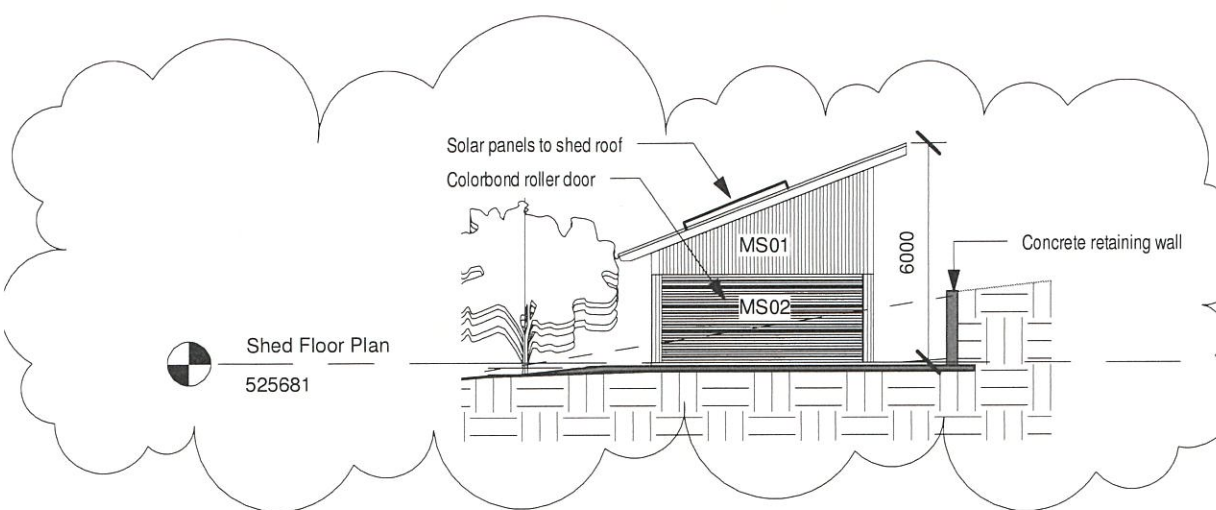 Solar panels to shed roof
Colorbond roller door
MS01
6000
Concrete retaining wall
MS02
Shed Floor Plan
525681